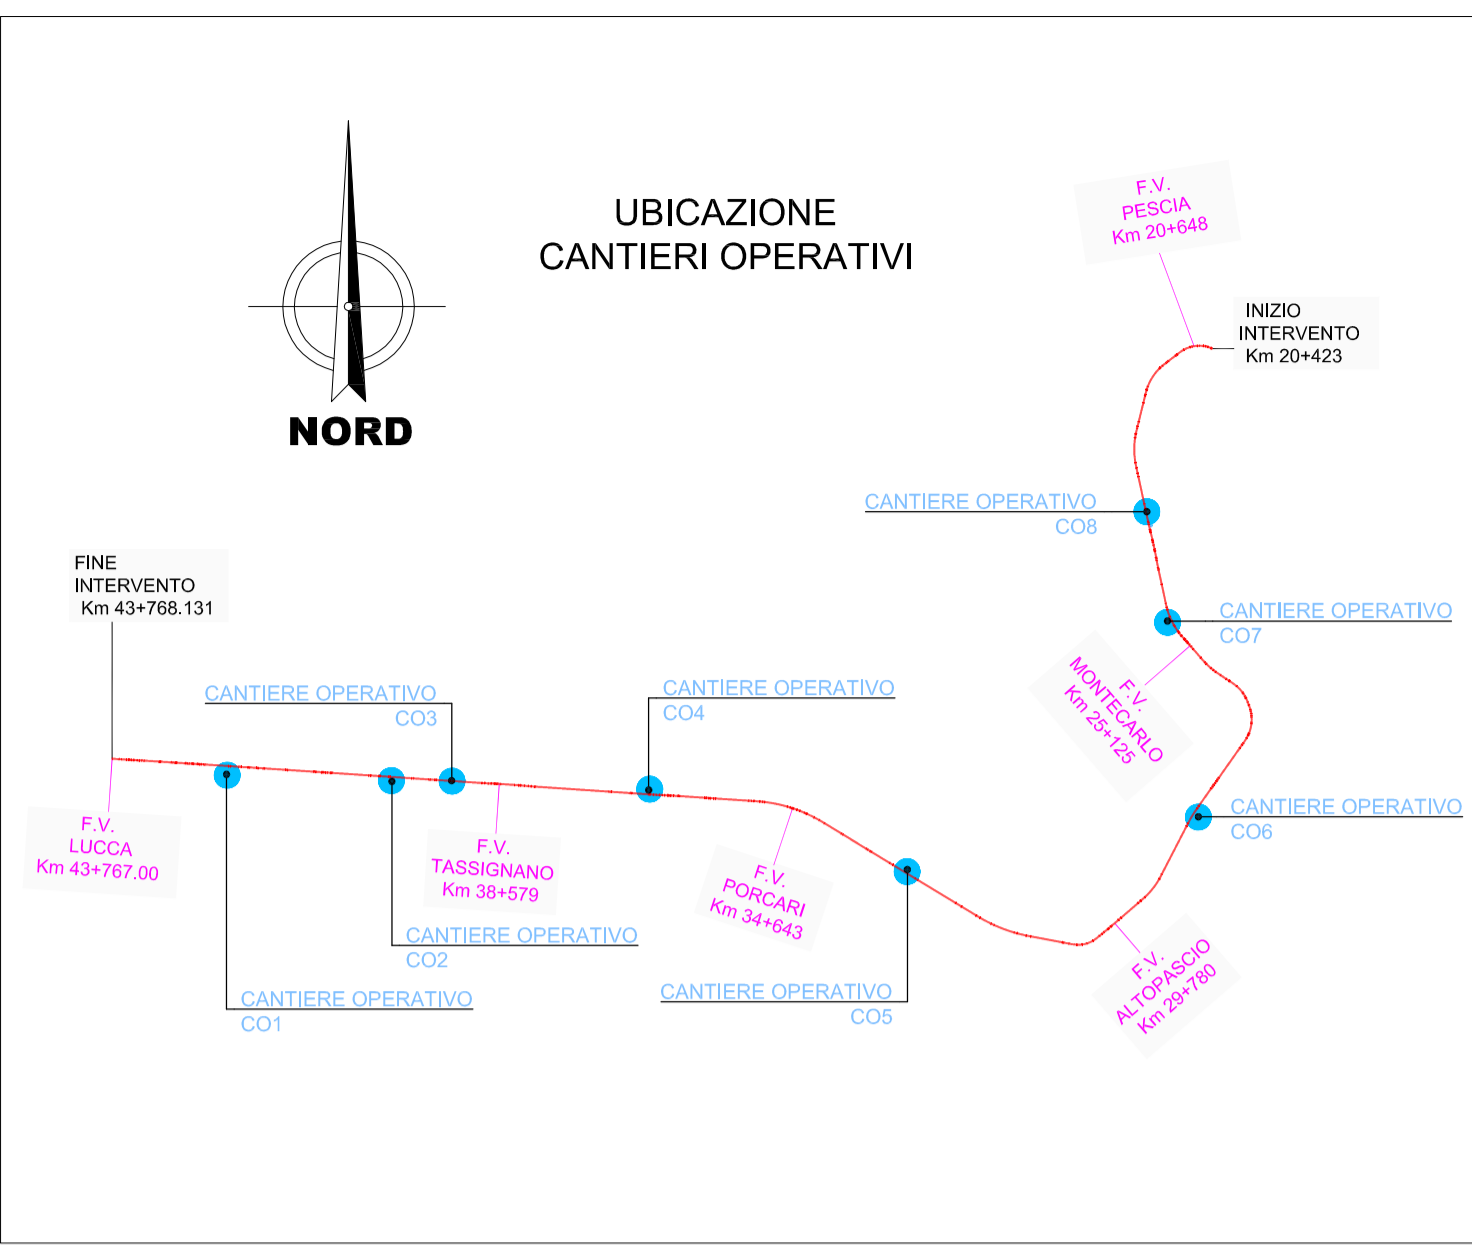 UBICAZIONE
CANTIERI OPERATIVI
NORD
F.V.
PESCIA
Km 20+648
INIZIO
INTERVENTO
Km 20+423
CANTIERE OPERATIVO
CO8
FINE
INTERVENTO
Km 43+768.131
CANTIERE OPERATIVO
CO7
CANTIERE OPERATIVO
CO3
CANTIERE OPERATIVO
CO4
F.V.
MONTECARLO
Km 25+125
CANTIERE OPERATIVO
CO6
F.V.
LUCCA
Km 43+767.00
F.V.
TASSIGNANO
Km 38+579
F.V.
PORCARI
Km 34+643
CANTIERE OPERATIVO
CO2
F.V.
ALTOPASCIO
Km 29+780
CANTIERE OPERATIVO
CO1
CANTIERE OPERATIVO
CO5